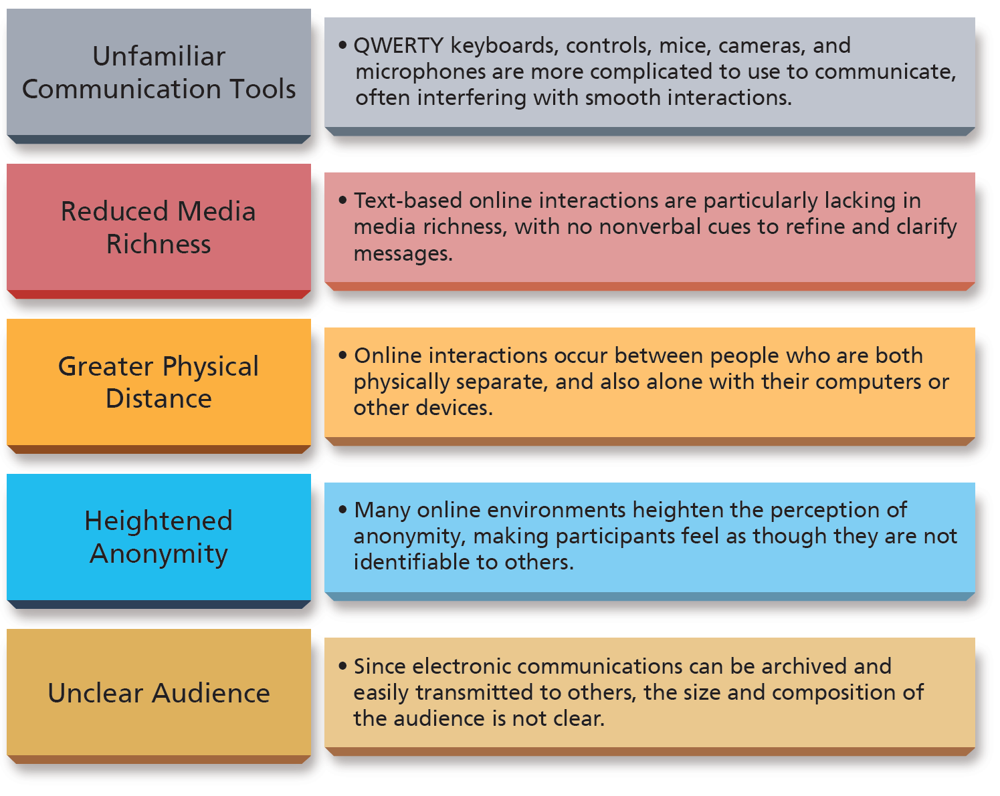 Unfamiliar
Communication Tools
• QWERTY keyboards, controls, mice, cameras, and
microphones are more complicated to use to communicate,
often interfering with smooth interactions.
Reduced Media
Richness
• Text-based online interactions are particularly lacking in
media richness, with no nonverbal cues to refine and clarify
messages.
Greater Physical
Distance
• Online interactions occur between people who are both
physically separate, and also alone with their computers or
other devices.
Heightened
Anonymity
• Many online environments heighten the perception of
anonymity, making participants feel as though they are not
identifiable to others.
Unclear Audience
• Since electronic communications can be archived and
easily transmitted to others, the size and composition of
the audience is not clear.